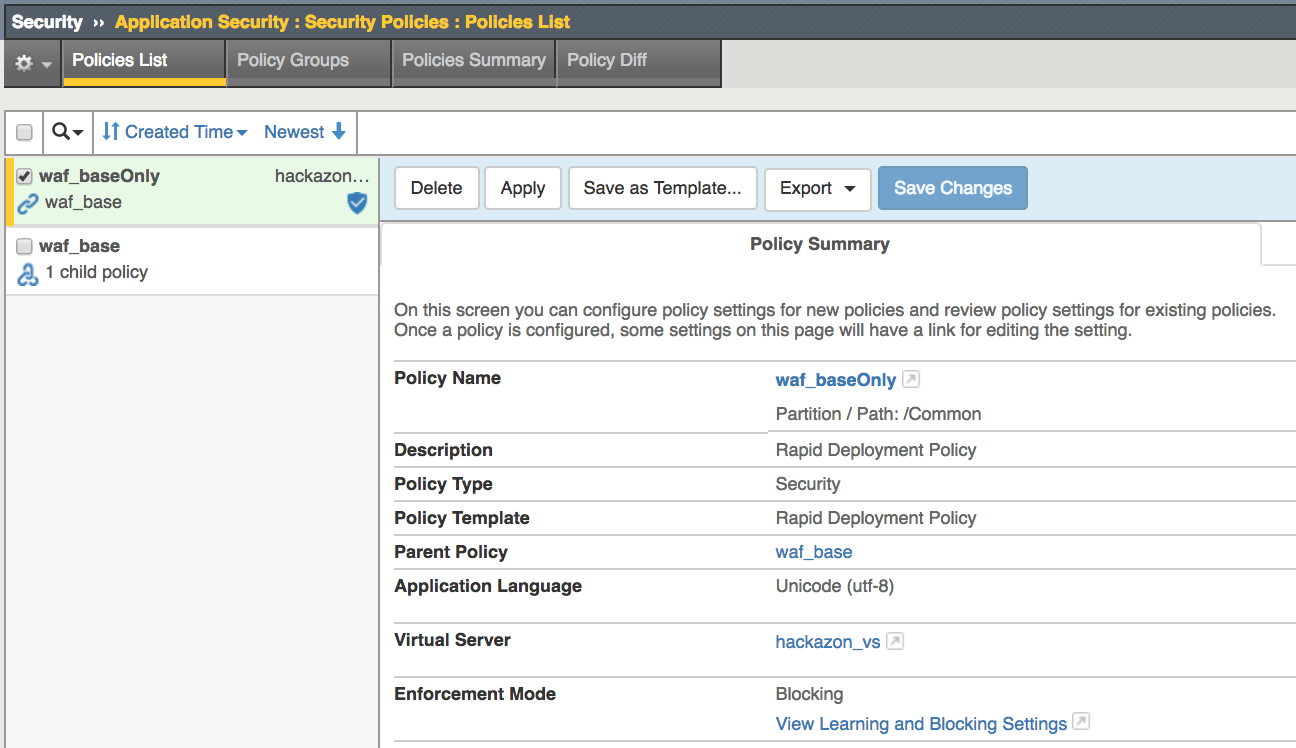 Security ›› Application Security : Security Policies : Policies List
Policies List Policy Groups Policies Summary Policy Diff
Created Time Newest
waf_baseOnly hackazon...
waf_base
waf_base
1 child policy
Delete Apply Save as Template... Export Save Changes
Policy Summary
On this screen you can configure policy settings for new policies and review policy settings for existing policies.
Once a policy is configured, some settings on this page will have a link for editing the setting.
Policy Name waf_baseOnly
Partition / Path: /Common
Description Rapid Deployment Policy
Policy Type Security
Policy Template Rapid Deployment Policy
Parent Policy waf_base
Application Language Unicode (utf-8)
Virtual Server hackazon_vs
Enforcement Mode Blocking
View Learning and Blocking Settings